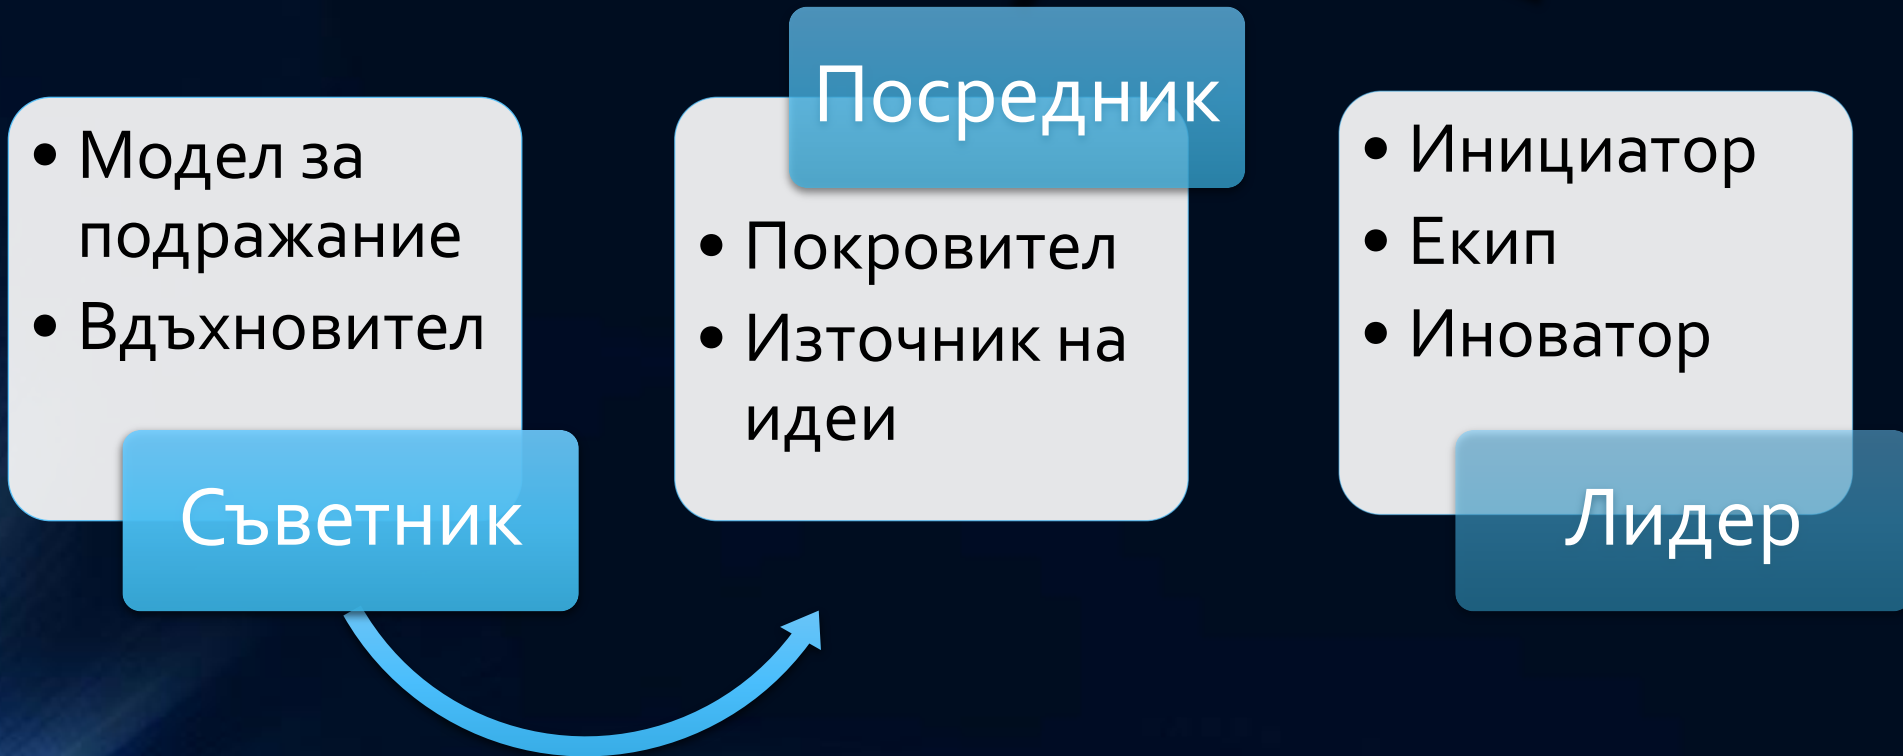 • Модел за
подражание
• Вдъхновител
Съветник
Посредник
• Покровител
• Източник на
идеи
• Инициатор
• Екип
• Иноватор
Лидер